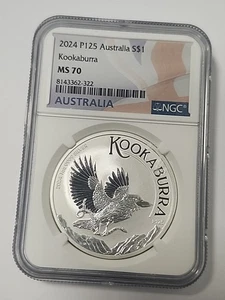 2024 P125 Australia S$1
Kookaburra
MS 70
8143362-322
AUSTRALIA
NGC
KOOKABURRA